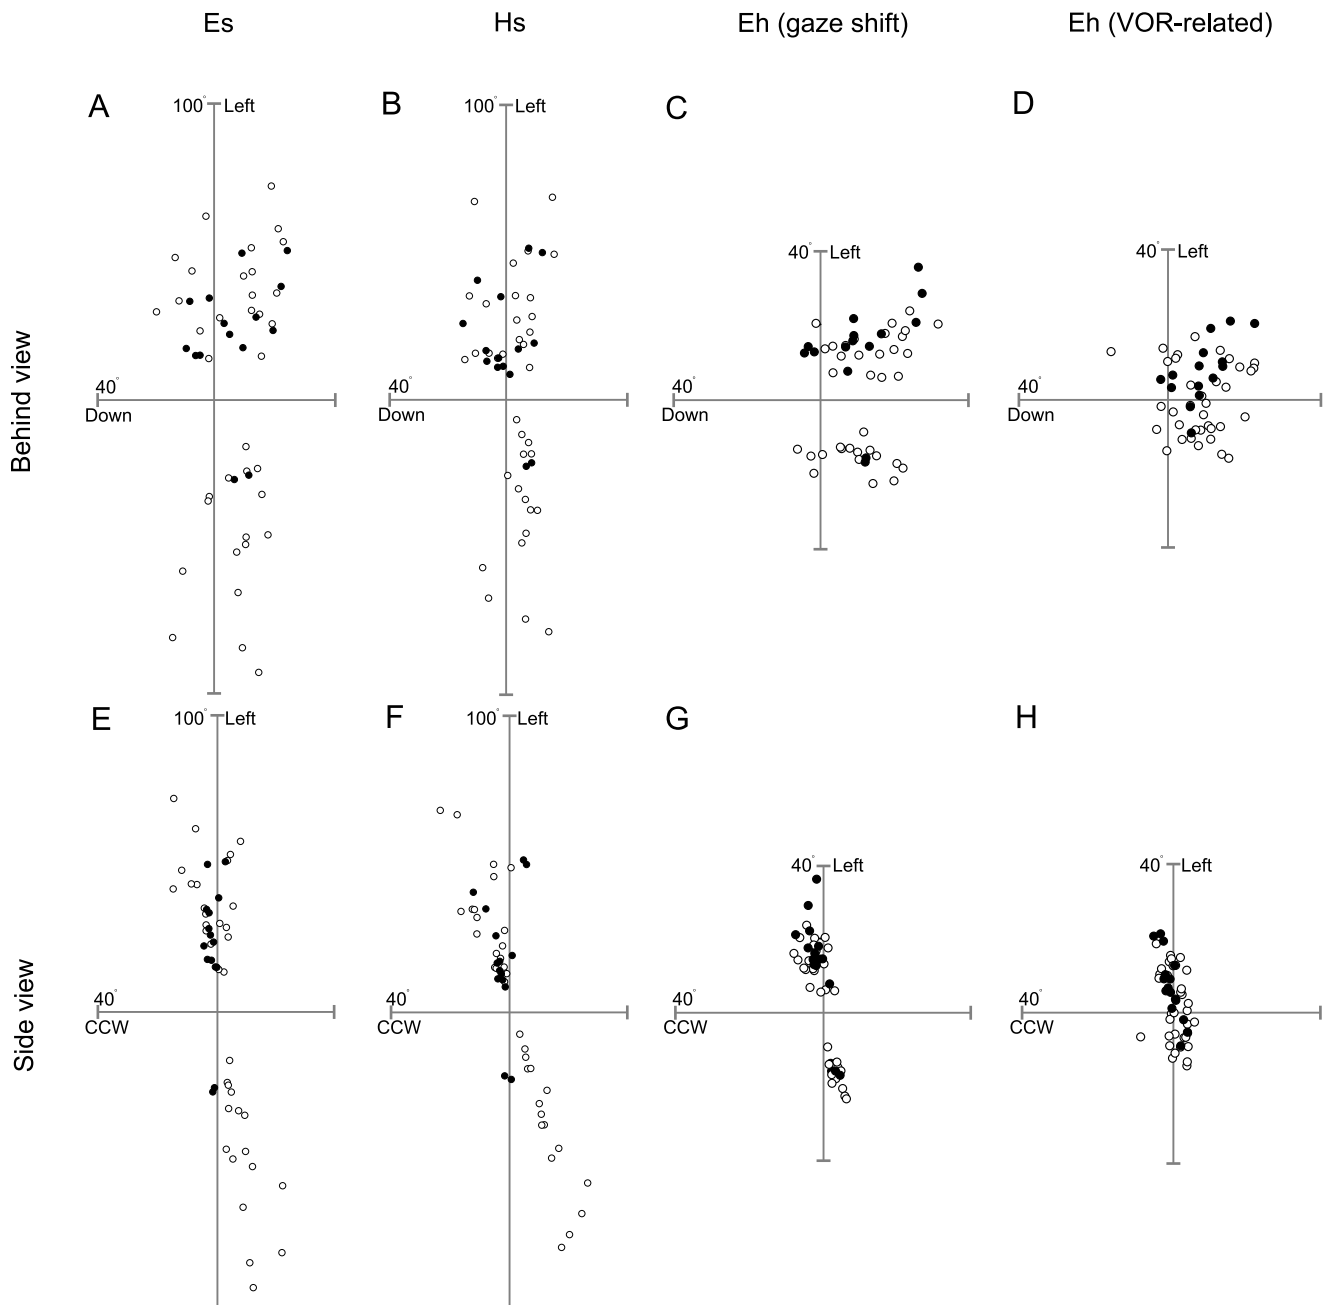 Es Hs Eh (gaze shift) Eh (VOR-related)
A 100° Left B 100° Left C D
40° Left 40° Left
40° 40° 40° 40°
Down Down Down Down
Behind view
E 100° Left F 100° Left G H
40° Left 40° Left
40° 40° 40° 40°
CCW CCW CCW CCW
Side view